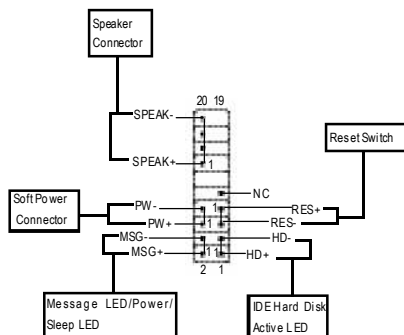 Speaker
Connector
20 19
SPEAK-
Reset Switch
SPEAK+
1
NC
Soft Power
Connector
PW-
1
RES+
PW+
1
RES-
MSG-
HD-
MSG+
1
1
HD+
2 1
Message LED/Power/
Sleep LED
IDE Hard Disk
Active LED